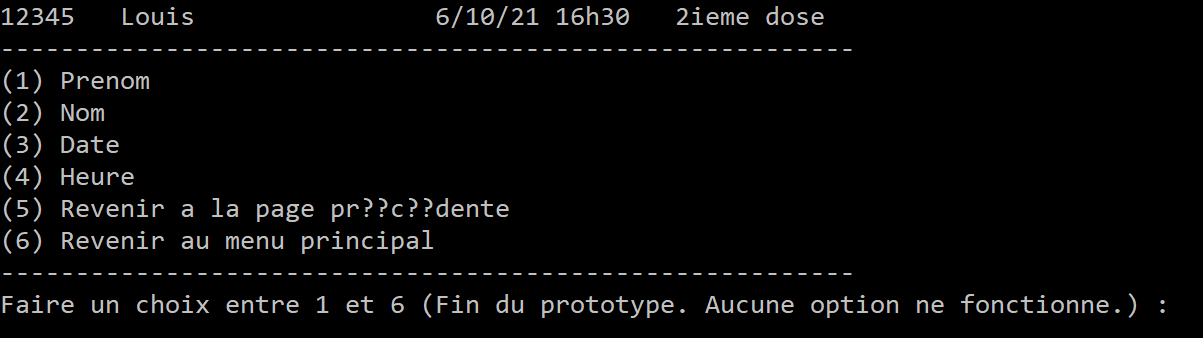 12345   Louis                6/10/21 16h30   2ieme dose
---------------------------------------------------------
(1) Prenom
(2) Nom
(3) Date
(4) Heure
(5) Revenir a la page pr??c??dente
(6) Revenir au menu principal
---------------------------------------------------------
Faire un choix entre 1 et 6 (Fin du prototype. Aucune option ne fonctionne.) :